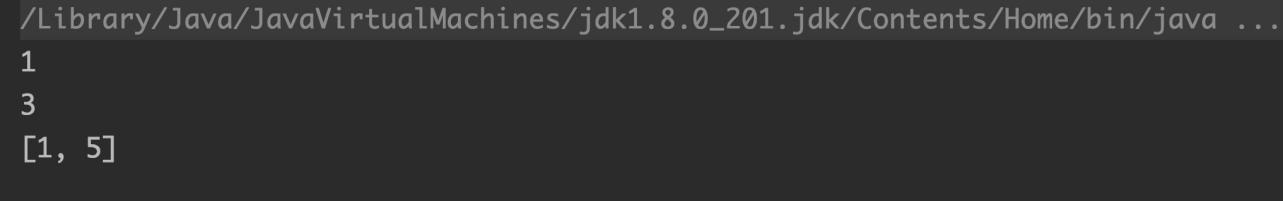 /Library/Java/JavaVirtualMachines/jdk1.8.0_201.jdk/Contents/Home/bin/java ...
1
3
[1, 5]